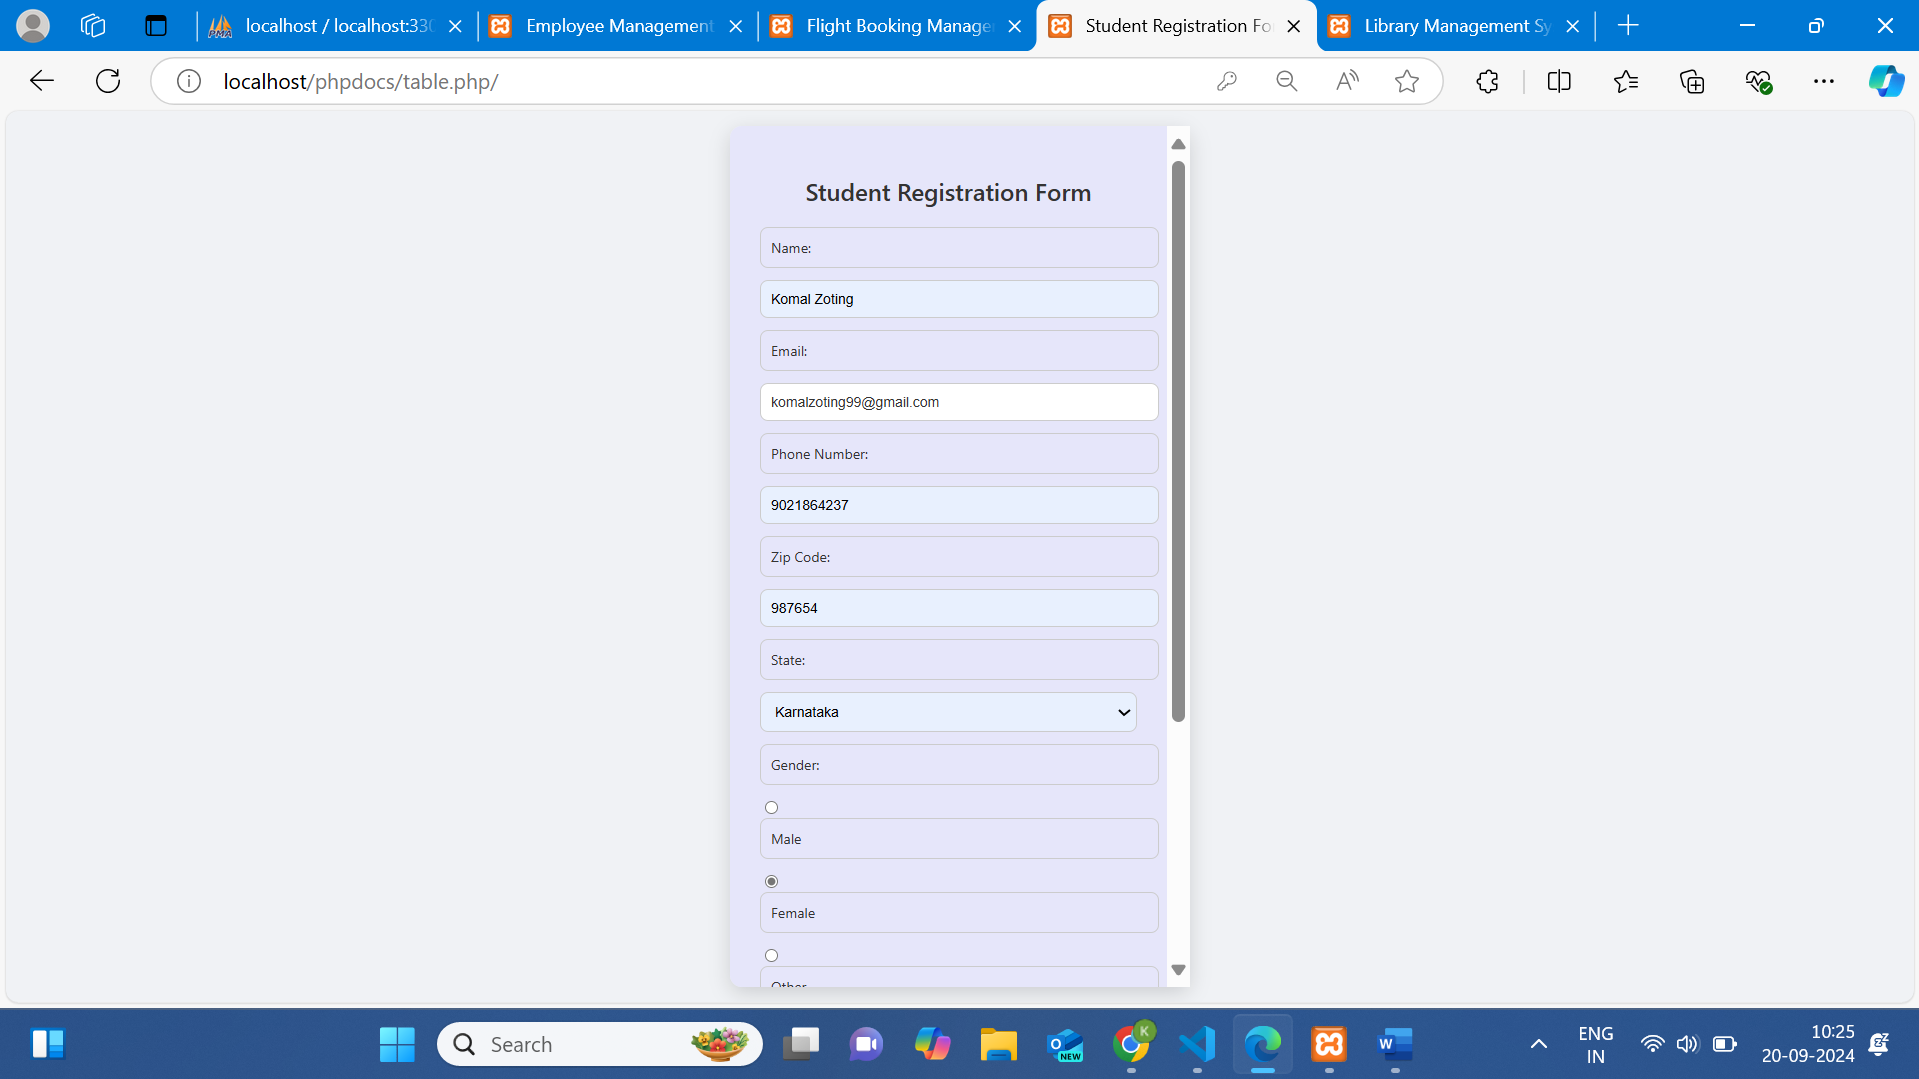 localhost / localhost:330
Employee Management
Flight Booking Manage
Student Registration Fo
Library Management Sy
localhost/phpdocs/table.php/
Student Registration Form
Name:
Komal Zoting
Email:
komalzoting99@gmail.com
Phone Number:
9021864237
Zip Code:
987654
State:
Karnataka
Gender:
Male
Female
Other
Search
NEW
K
ENG
IN
10:25
20-09-2024